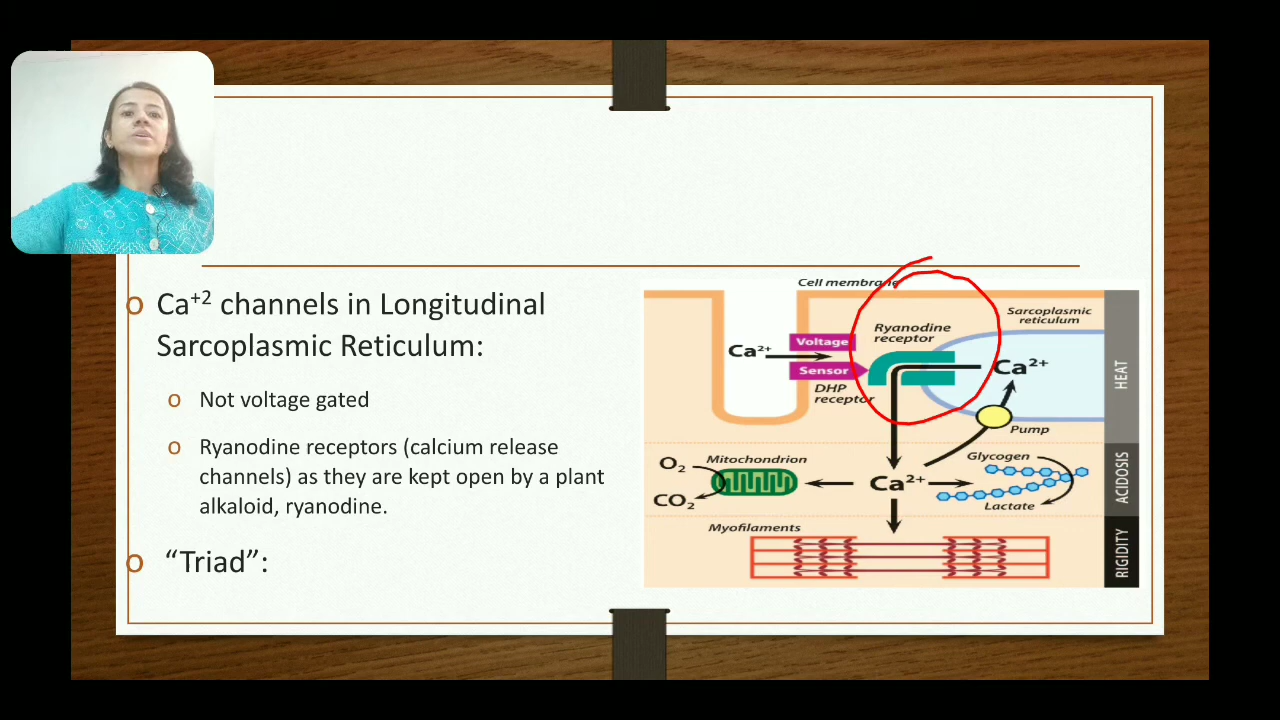 o Ca+2 channels in Longitudinal
Sarcoplasmic Reticulum:
o Not voltage gated
o Ryanodine receptors (calcium release
channels) as they are kept open by a plant
alkaloid, ryanodine.
o “Triad”:
Cell membrane
Ca2+
Voltage
Sensor
DHP
receptor
Ryanodine
receptor
Sarcoplasmic
reticulum
Ca2+
Pump
HEAT
O2
CO2
Mitochondrion
Ca2+
Glycogen
Lactate
ACIDOSIS
Myofilaments
RIGIDITY